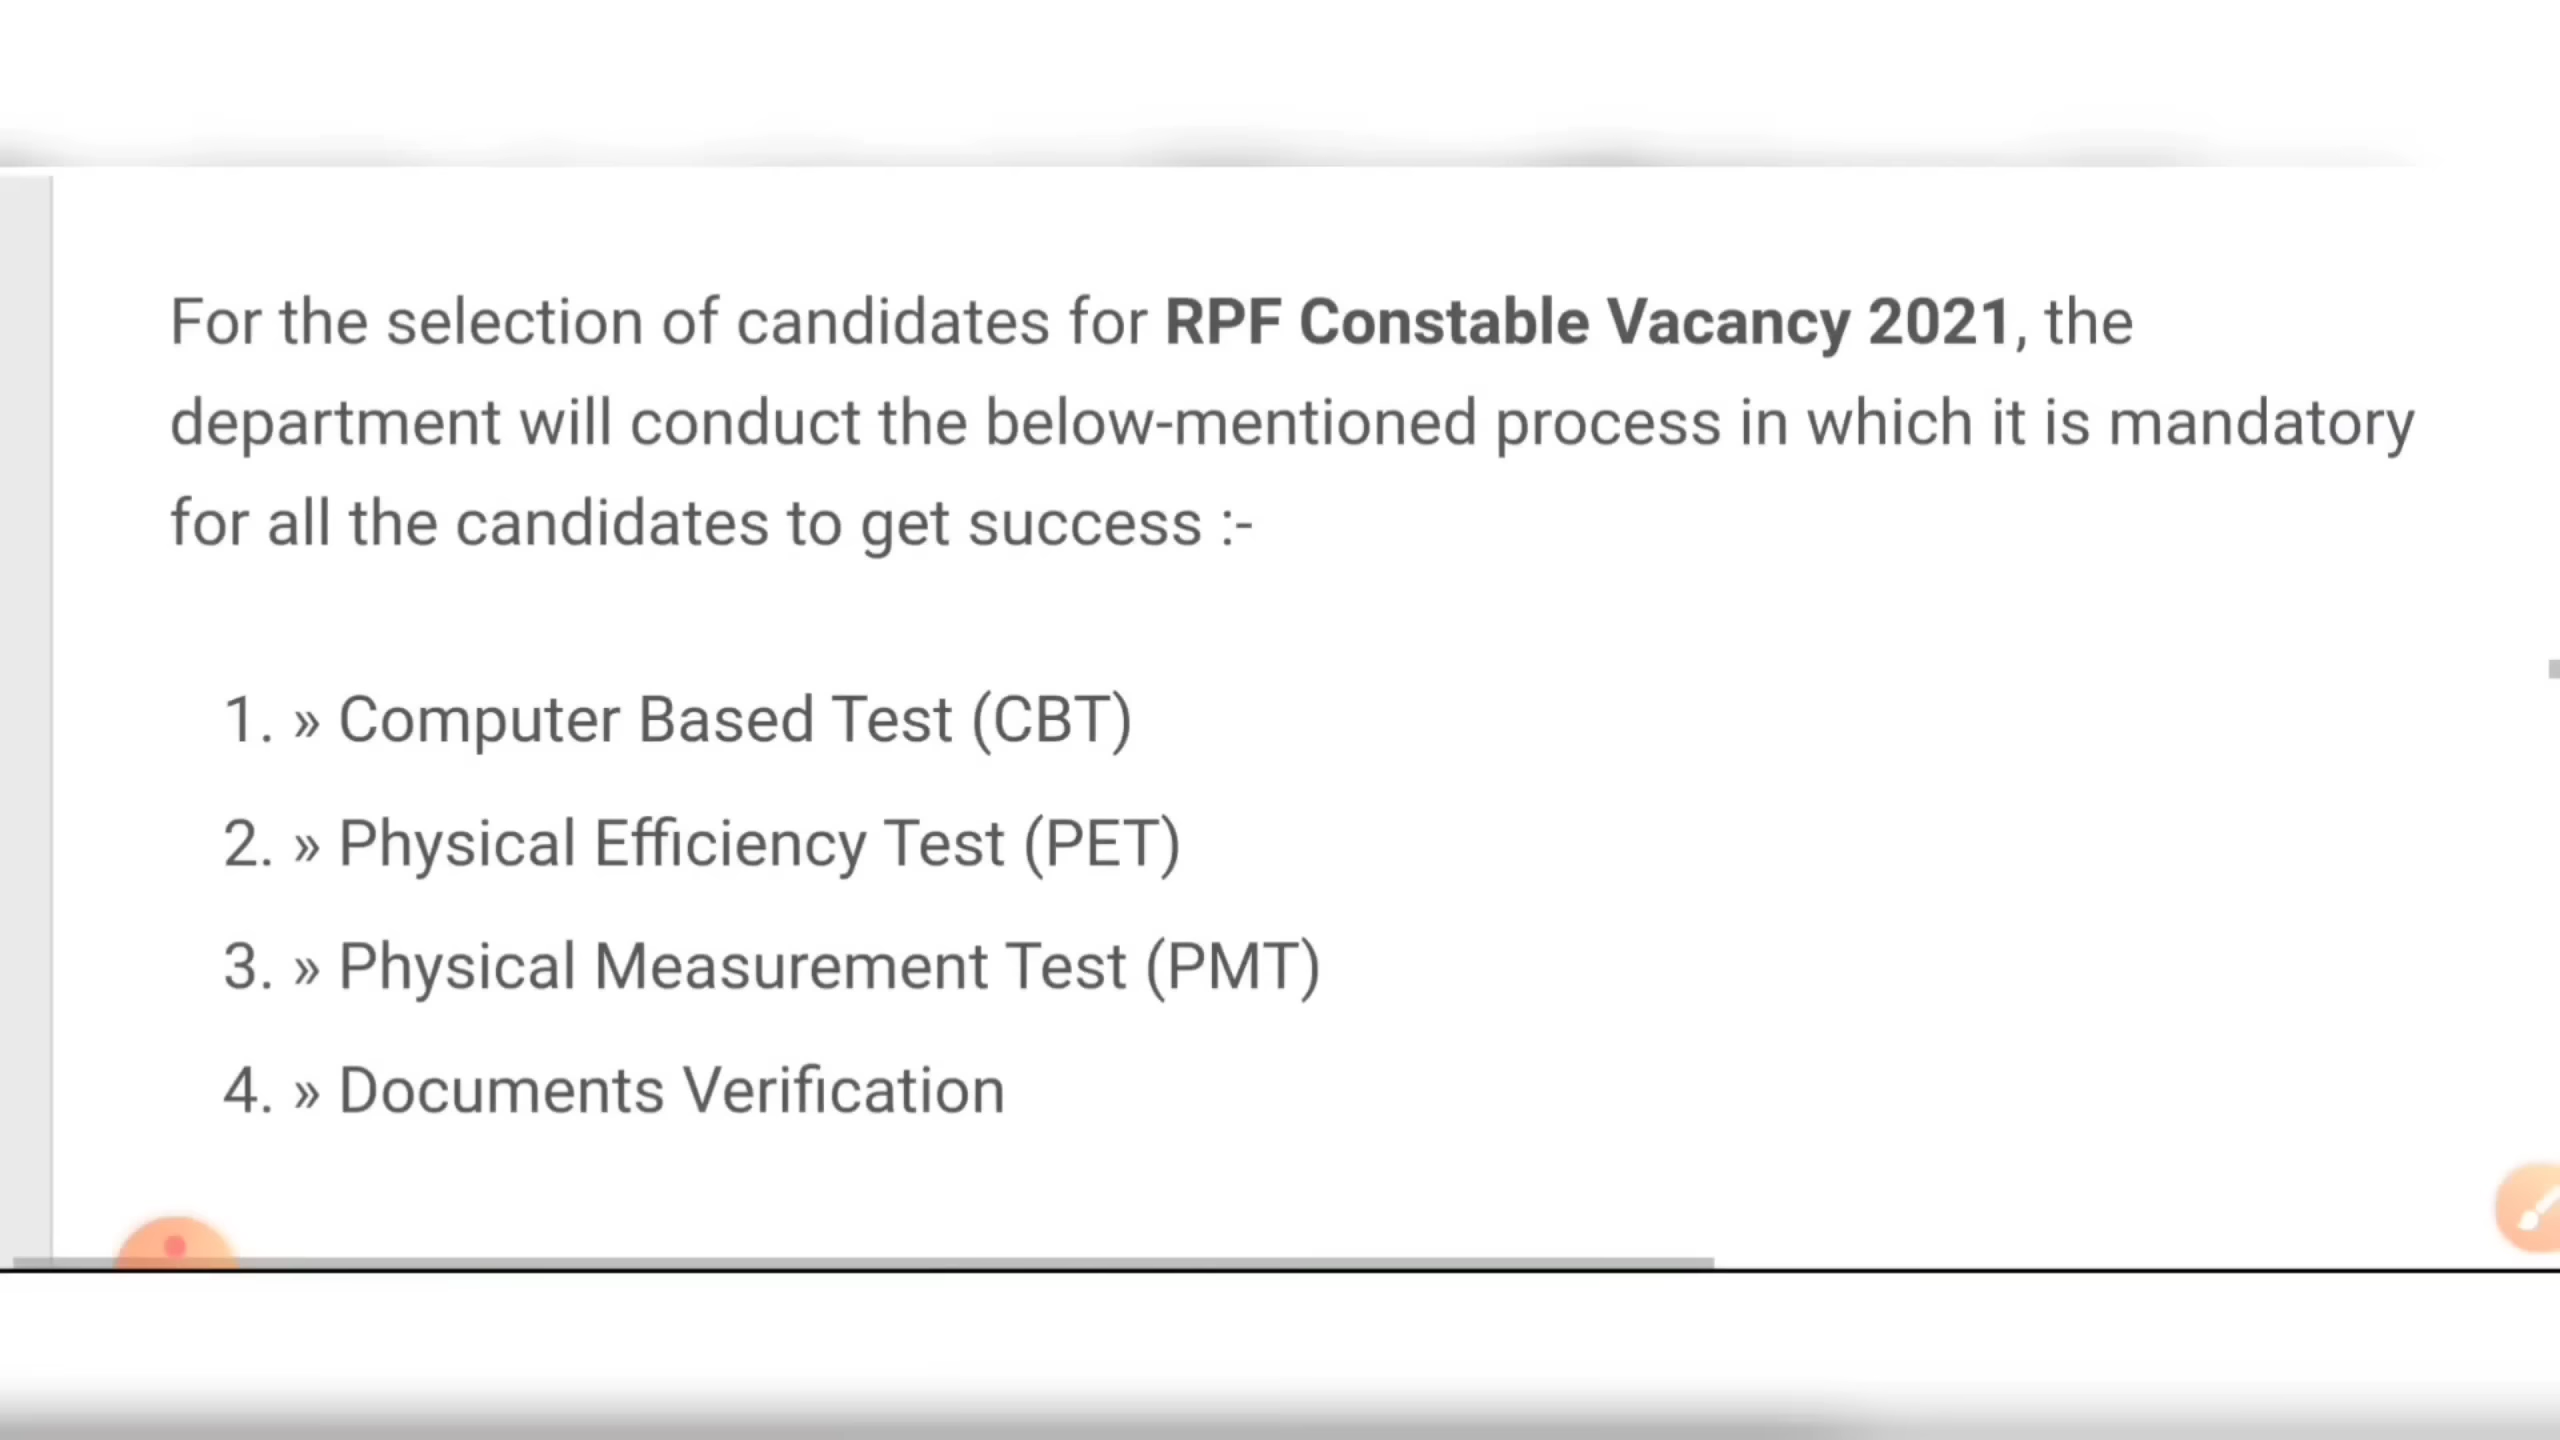 For the selection of candidates for RPF Constable Vacancy 2021, the
department will conduct the below-mentioned process in which it is mandatory
for all the candidates to get success :-
1. » Computer Based Test (CBT)
2. » Physical Efficiency Test (PET)
3. » Physical Measurement Test (PMT)
4. » Documents Verification